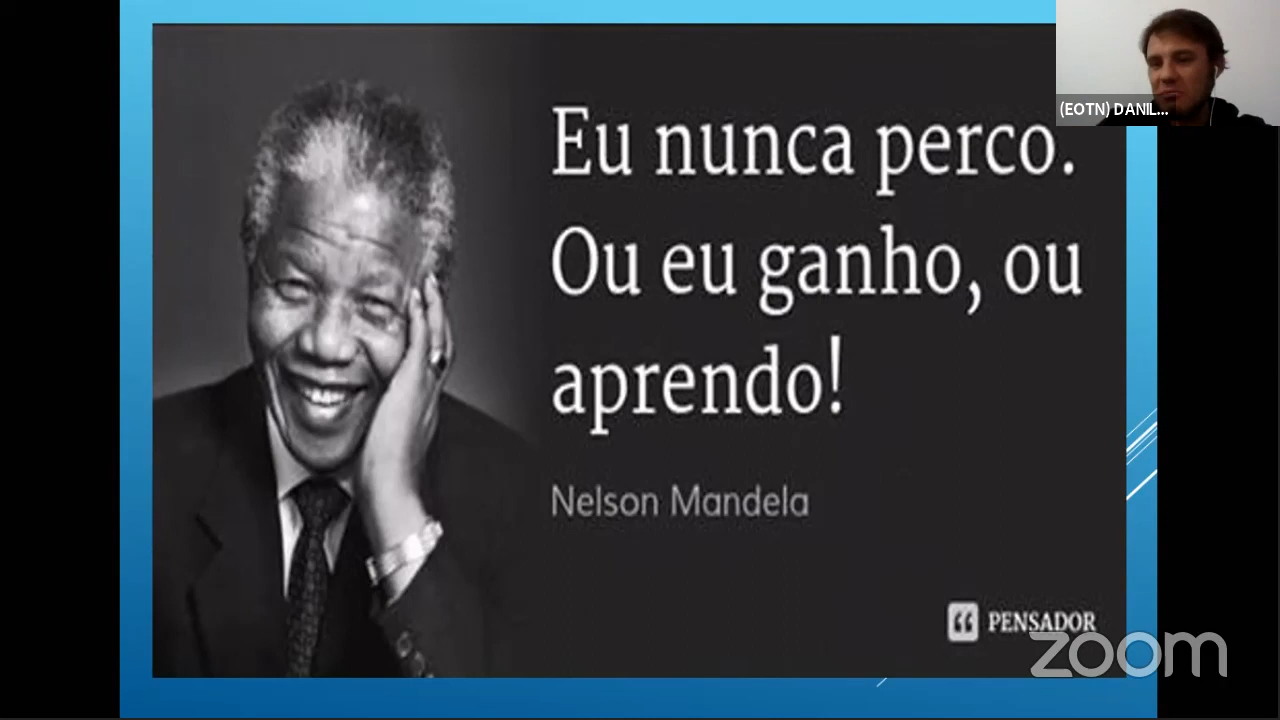 (EOTN) DANIL...
Eu nunca perco.
Ou eu ganho, ou
aprendo!
Nelson Mandela
PENSADOR
zoom